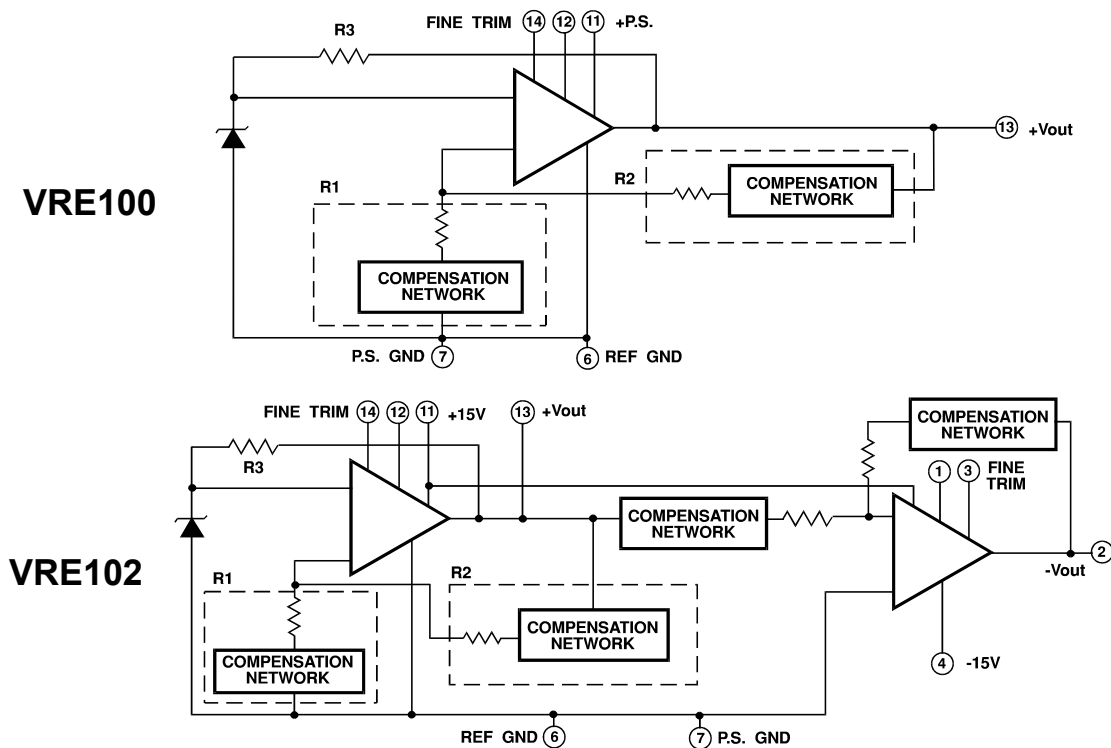 R3
FINE TRIM 14 12 11 +P.S.
13 +Vout
VRE100
R1
R2
COMPENSATION
NETWORK
COMPENSATION
NETWORK
P.S. GND 7
6 REF GND
FINE TRIM 14 12 11 +15V
13 +Vout
COMPENSATION
NETWORK
R3
1 3 FINE
TRIM
COMPENSATION
NETWORK
VRE102
2
-Vout
R1
R2
COMPENSATION
NETWORK
COMPENSATION
NETWORK
4 -15V
REF GND 6
7 P.S. GND